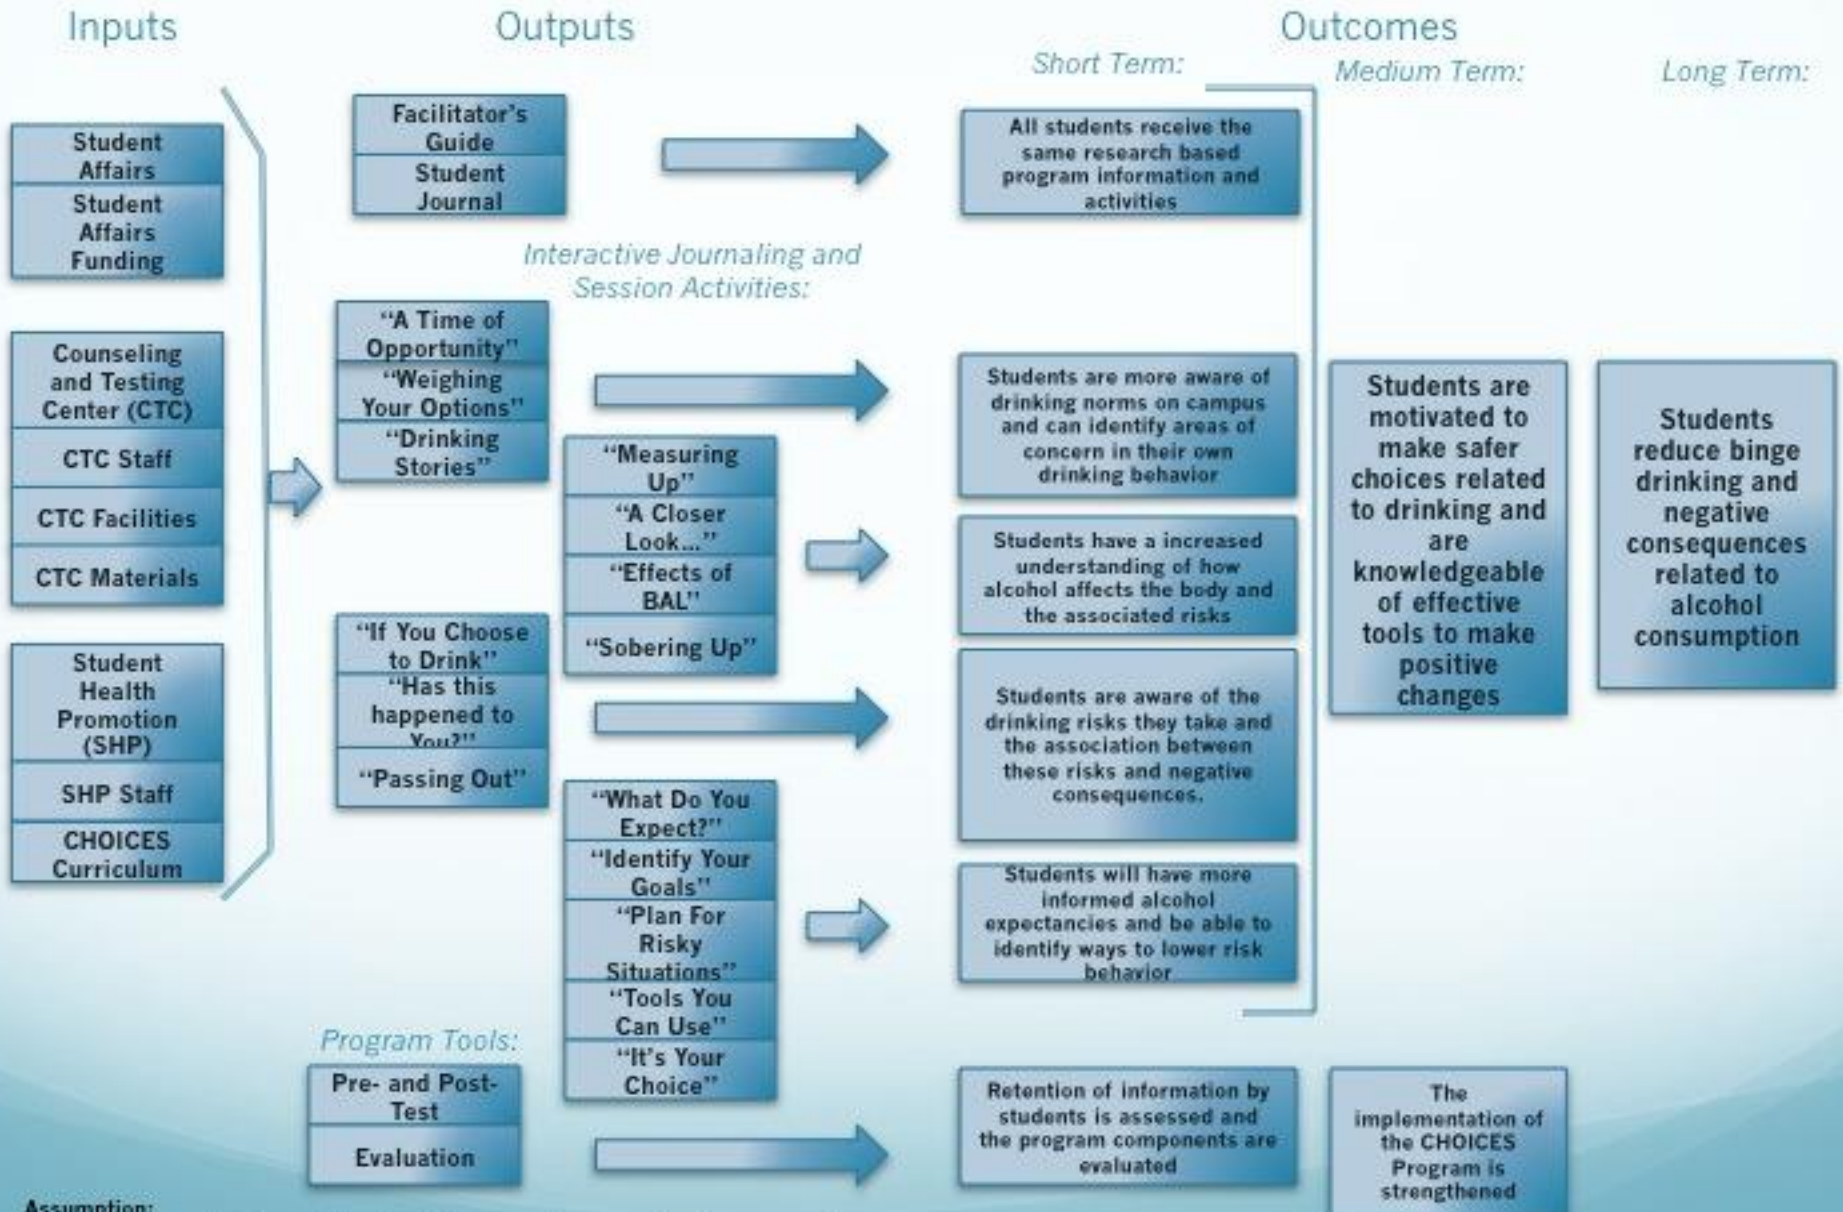 Inputs
Outputs
Outcomes
Short Term:
Medium Term:
Long Term:
Student
Affairs
Student
Affairs
Funding
Counseling
and Testing
Center (CTC)
CTC Staff
CTC Facilities
CTC Materials
Student
Health
Promotion
(SHP)
SHP Staff
CHOICES
Curriculum
Facilitator's
Guide
Student
Journal
Interactive Journaling and
Session Activities:
“A Time of
Opportunity”
“Weighing
Your Options”
“Drinking
Stories”
“Measuring
Up”
“A Closer
Look...”
“Effects of
BAL”
“Sobering Up”
“If You Choose
to Drink”
“Has this
happened to
You?”
“Passing Out”
“What Do You
Expect?”
“Identify Your
Goals”
“Plan For
Risky
Situations”
“Tools You
Can Use”
“It's Your
Choice”
Program Tools:
Pre- and Post-
Test
Evaluation
All students receive the
same research based
program information and
activities
Students are more aware of
drinking norms on campus
and can identify areas of
concern in their own
drinking behavior
Students have a increased
understanding of how
alcohol affects the body and
the associated risks
Students are aware of the
drinking risks they take and
the association between
these risks and negative
consequences.
Students will have more
informed alcohol
expectancies and be able to
identify ways to lower risk
behavior
Retention of information by
students is assessed and
the program components are
evaluated
Students are
motivated to
make safer
choices related
to drinking and
are
knowledgeable
of effective
tools to make
positive
changes
The
implementation of
the CHOICES
Program is
strengthened
Students
reduce binge
drinking and
negative
consequences
related to
alcohol
consumption
Assumption: